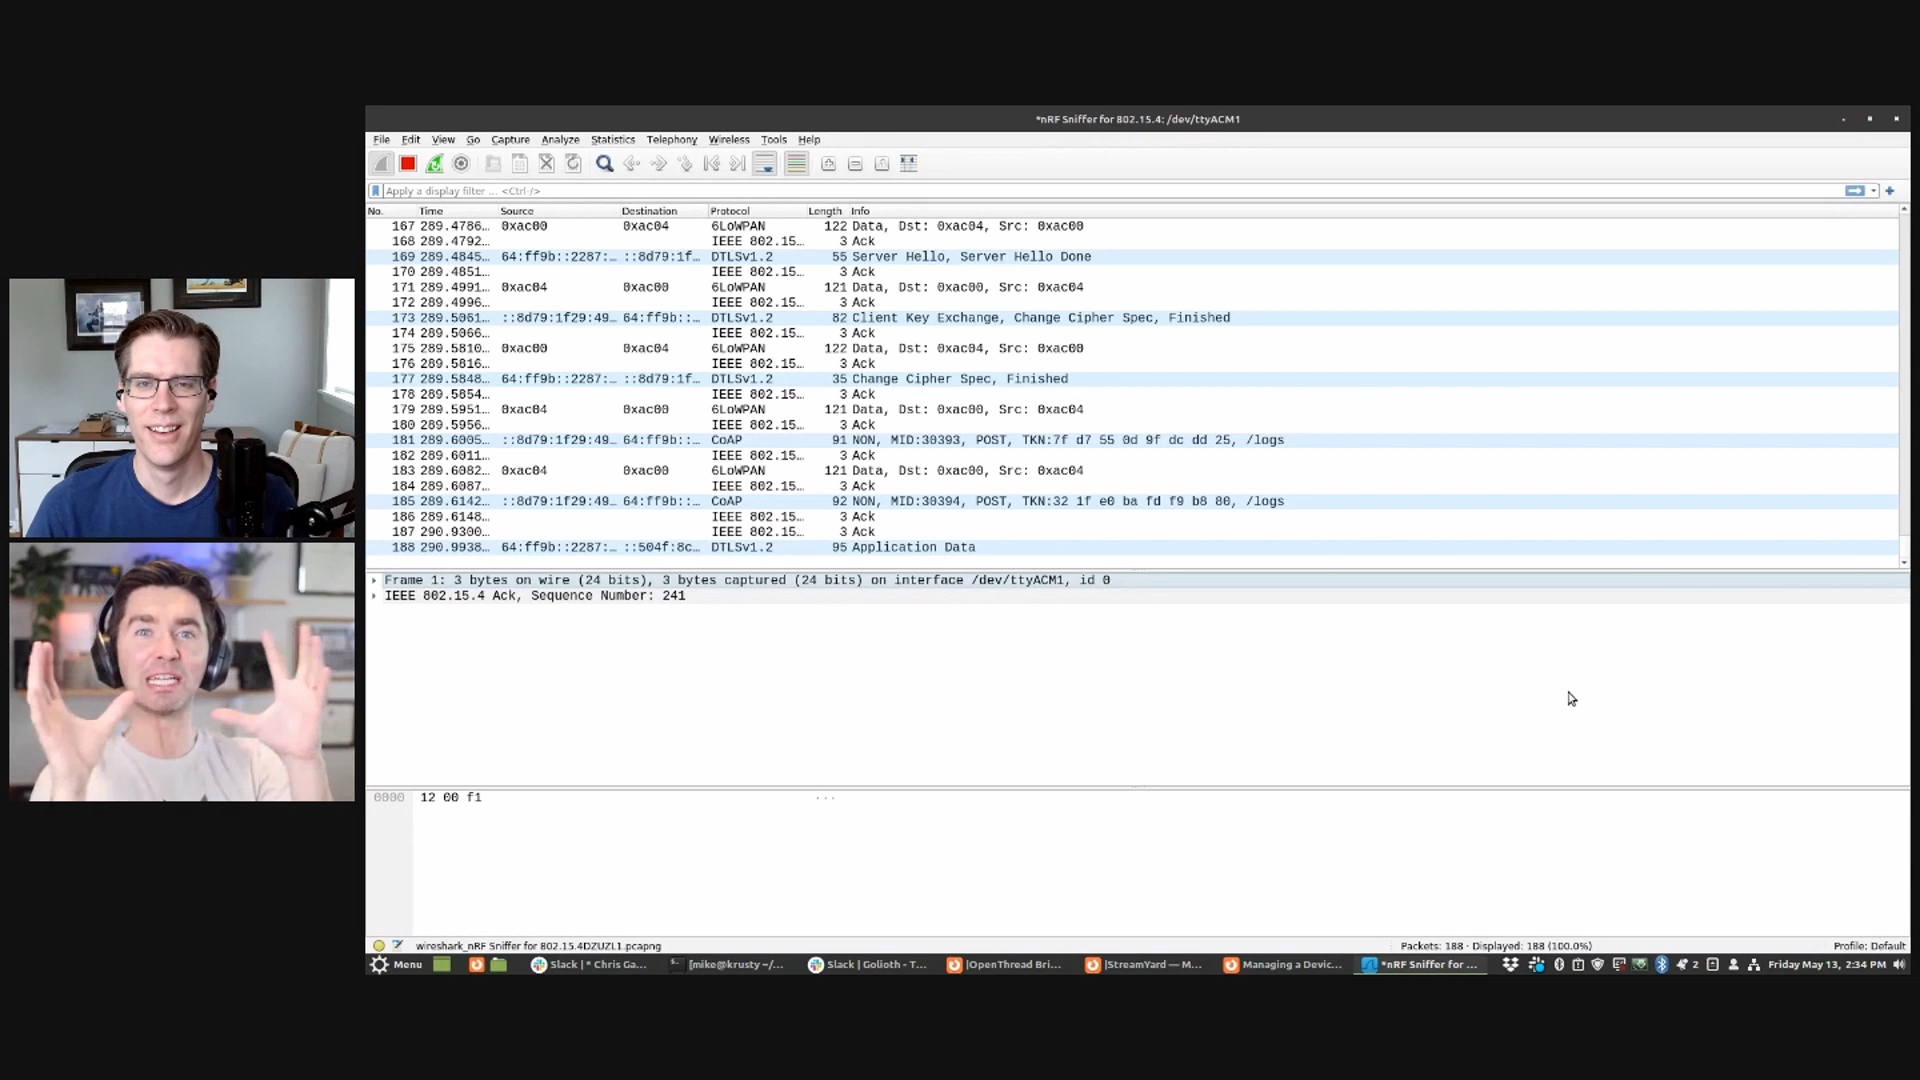 *nRF Sniffer for 802.15.4: /dev/ttyACM1
File Edit View Go Capture Analyze Statistics Telephony Wireless Tools Help
Apply a display filter ... <Ctrl-/>
No. Time Source Destination Protocol Length Info
167 289.4786… 0xac00 0xac04 6LoWPAN 122 Data, Dst: 0xac04, Src: 0xac00
168 289.4792… IEEE 802.15… 3 Ack
169 289.4845… 64:ff9b::2287:… ::8d79:1f… DTLSv1.2 55 Server Hello, Server Hello Done
170 289.4851… IEEE 802.15… 3 Ack
171 289.4991… 0xac04 0xac00 6LoWPAN 121 Data, Dst: 0xac00, Src: 0xac04
172 289.4996… IEEE 802.15… 3 Ack
173 289.5061… ::8d79:1f29:49… 64:ff9b::… DTLSv1.2 82 Client Key Exchange, Change Cipher Spec, Finished
174 289.5066… IEEE 802.15… 3 Ack
175 289.5810… 0xac00 0xac04 6LoWPAN 122 Data, Dst: 0xac04, Src: 0xac00
176 289.5816… IEEE 802.15… 3 Ack
177 289.5848… 64:ff9b::2287:… ::8d79:1f… DTLSv1.2 35 Change Cipher Spec, Finished
178 289.5854… IEEE 802.15… 3 Ack
179 289.5951… 0xac04 0xac00 6LoWPAN 121 Data, Dst: 0xac00, Src: 0xac04
180 289.5956… IEEE 802.15… 3 Ack
181 289.6005… ::8d79:1f29:49… 64:ff9b::… CoAP 91 NON, MID:30393, POST, TKN:7f d7 55 0d 9f dc dd 25, /logs
182 289.6011… IEEE 802.15… 3 Ack
183 289.6082… 0xac04 0xac00 6LoWPAN 121 Data, Dst: 0xac00, Src: 0xac04
184 289.6087… IEEE 802.15… 3 Ack
185 289.6142… ::8d79:1f29:49… 64:ff9b::… CoAP 92 NON, MID:30394, POST, TKN:32 1f e0 ba fd f9 b8 80, /logs
186 289.6148… IEEE 802.15… 3 Ack
187 290.9300… IEEE 802.15… 3 Ack
188 290.9938… 64:ff9b::2287:… ::504f:8c… DTLSv1.2 95 Application Data
Frame 1: 3 bytes on wire (24 bits), 3 bytes captured (24 bits) on interface /dev/ttyACM1, id 0
IEEE 802.15.4 Ack, Sequence Number: 241
0000 12 00 f1 ...
wireshark_nRF Sniffer for 802.15.4DZUZL1.pcapng Packets: 188 · Displayed: 188 (100.0%) Profile: Default
Menu Slack | * Chris Ga... [mike@krusty ~/... Slack | Golioth - T... |OpenThread Bri... |StreamYard — M... Managing a Devic... *nRF Sniffer for ... 2 Friday May 13, 2:34 PM